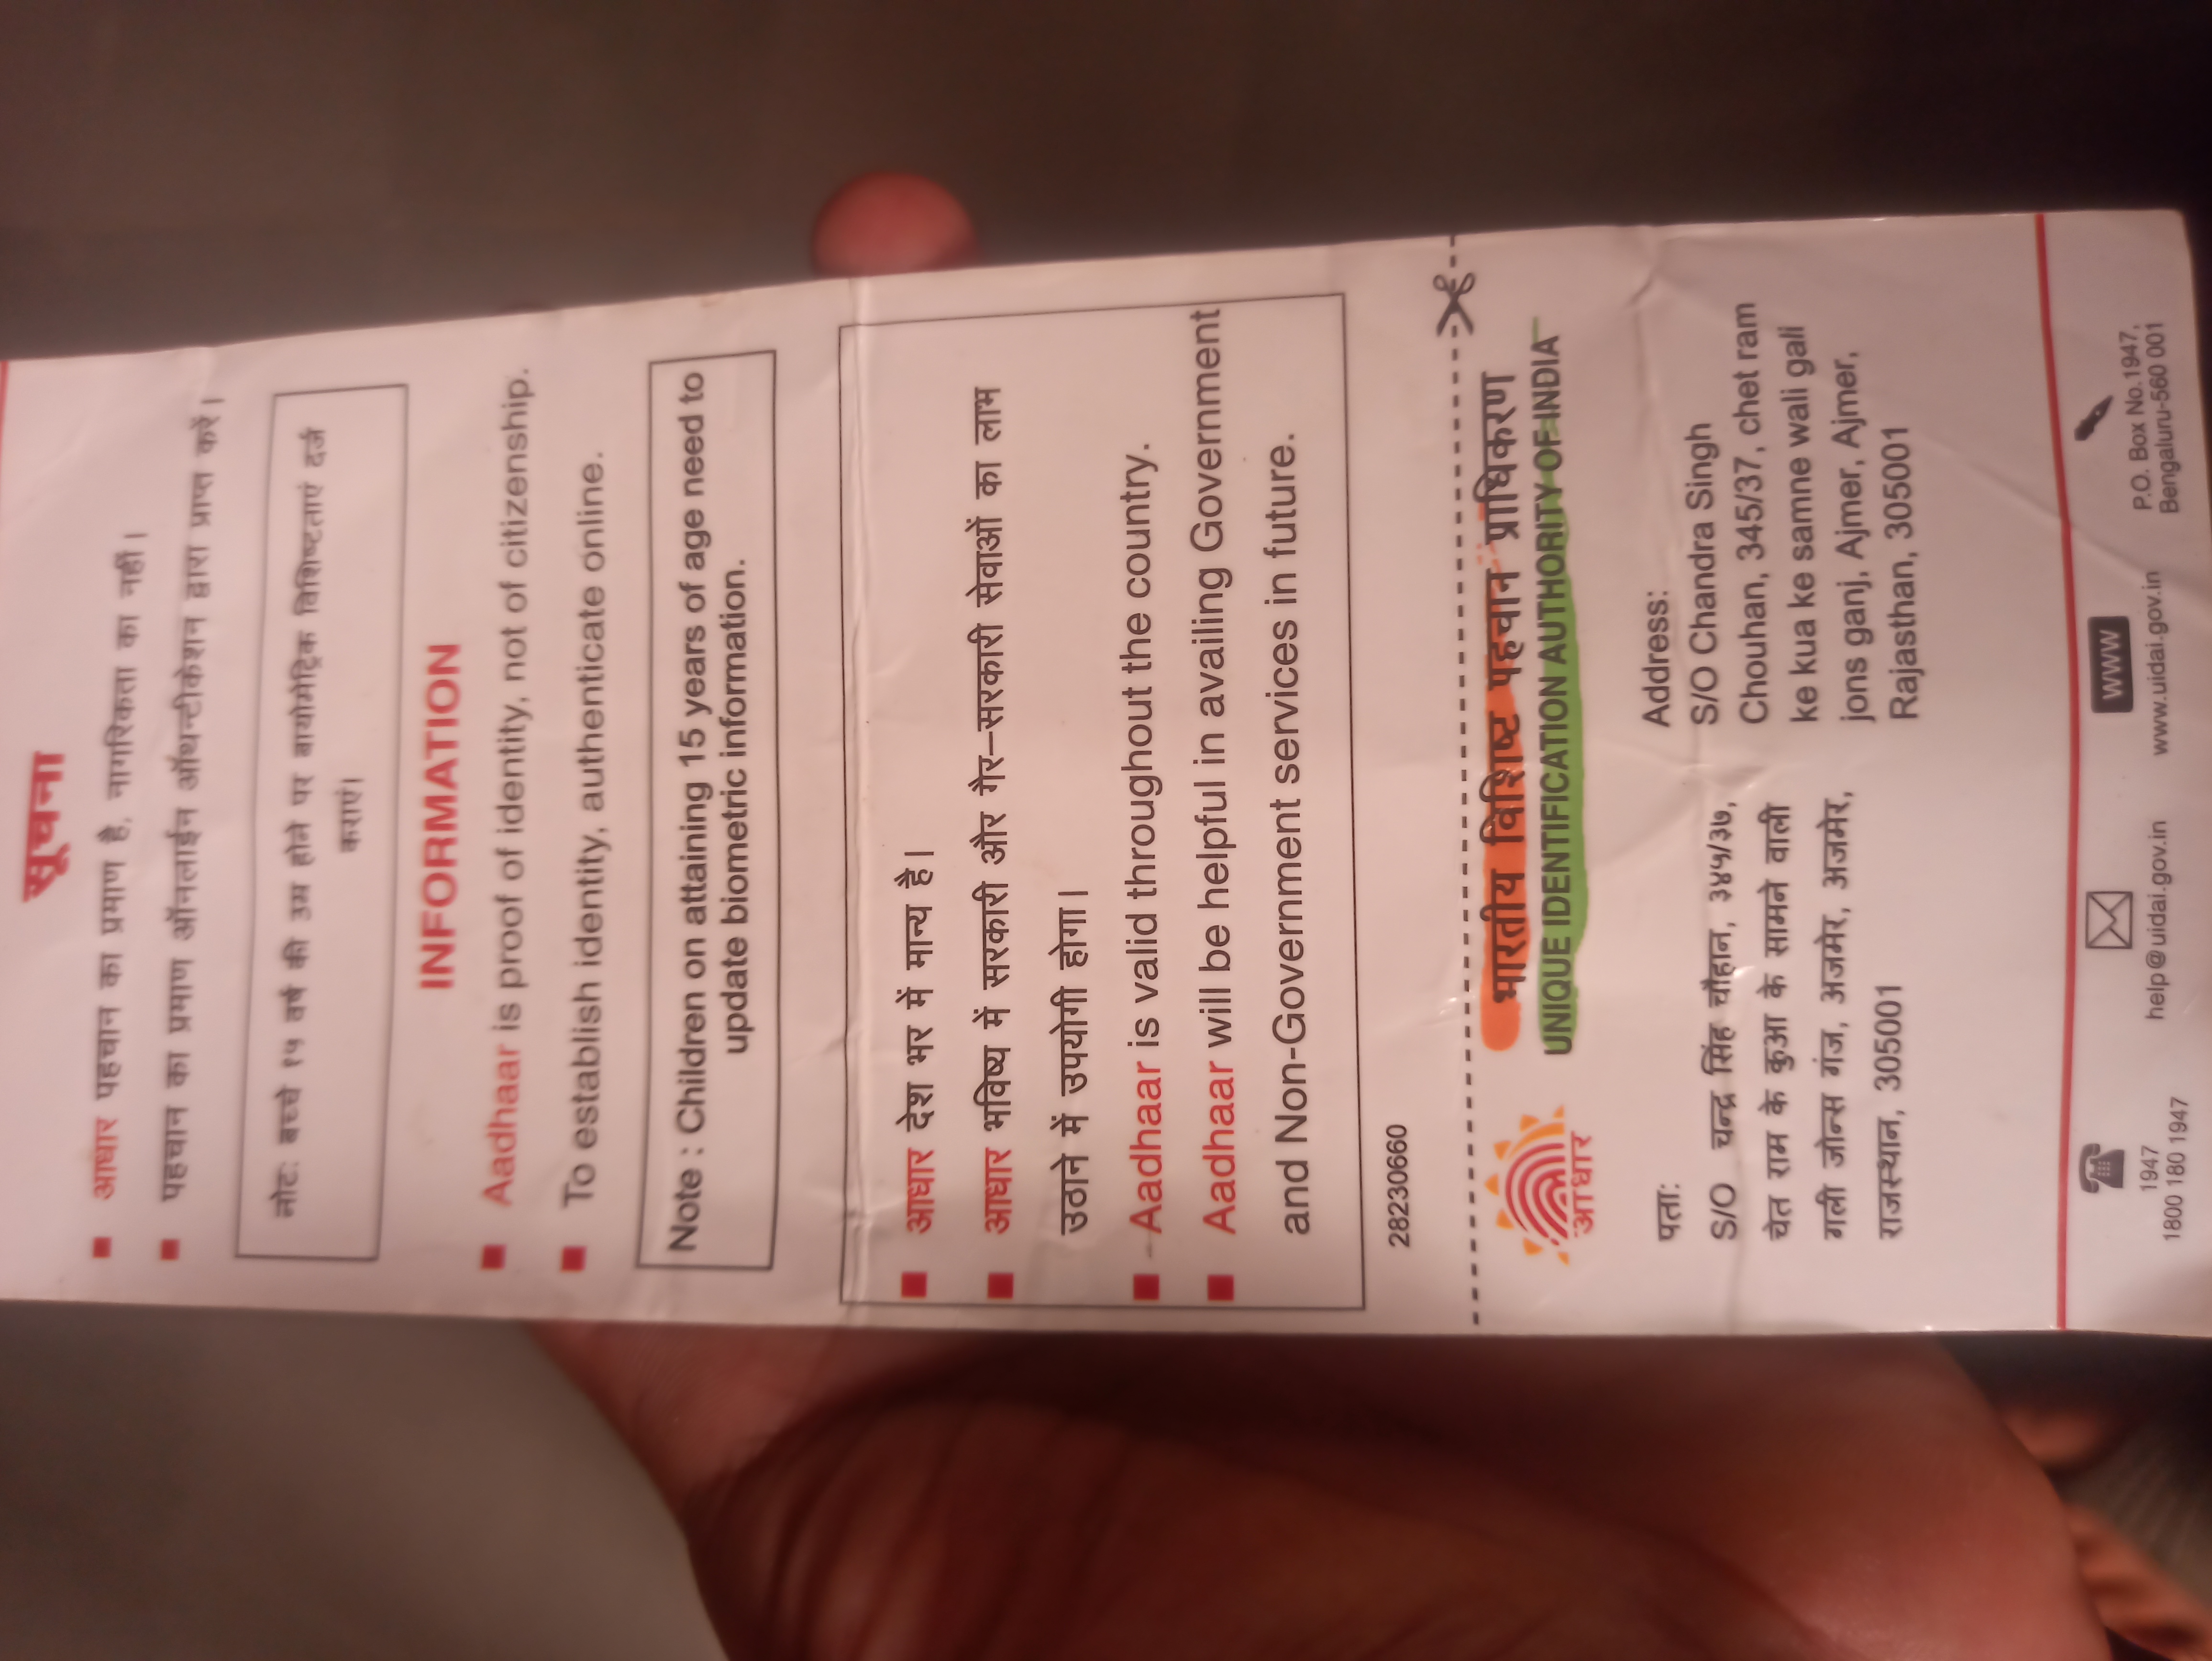 सूचना
■ आधार पहचान का प्रमाण है, नागरिकता का नहीं।
■ पहचान का प्रमाण ऑनलाईन ऑथन्टीकेशन द्वारा प्राप्त करें।
नोट: बच्चे १५ वर्ष की उम्र होने पर बायोमेट्रिक विशिष्टताएं दर्ज
कराएं।
INFORMATION
■ Aadhaar is proof of identity, not of citizenship.
■ To establish identity, authenticate online.
Note : Children on attaining 15 years of age need to
update biometric information.
■ आधार देश भर में मान्य है।
■ आधार भविष्य में सरकारी और गैर-सरकारी सेवाओं का लाभ
उठाने में उपयोगी होगा।
■ Aadhaar is valid throughout the country.
■ Aadhaar will be helpful in availing Government
and Non-Government services in future.
28230660
भारतीय विशिष्ट पहचान प्राधिकरण
UNIQUE IDENTIFICATION AUTHORITY OF INDIA
आधार
पता:
S/O चन्द्र सिंह चौहान, ३४५/३७,
चेत राम के कुआ के सामने वाली
गली जोन्स गंज, अजमेर, अजमेर,
राजस्थान, 305001
Address:
S/O Chandra Singh
Chouhan, 345/37, chet ram
ke kua ke samne wali gali
jons ganj, Ajmer, Ajmer,
Rajasthan, 305001
1947
1800 180 1947
help@uidai.gov.in
WWW
www.uidai.gov.in
P.O. Box No.1947,
Bengaluru-560 001